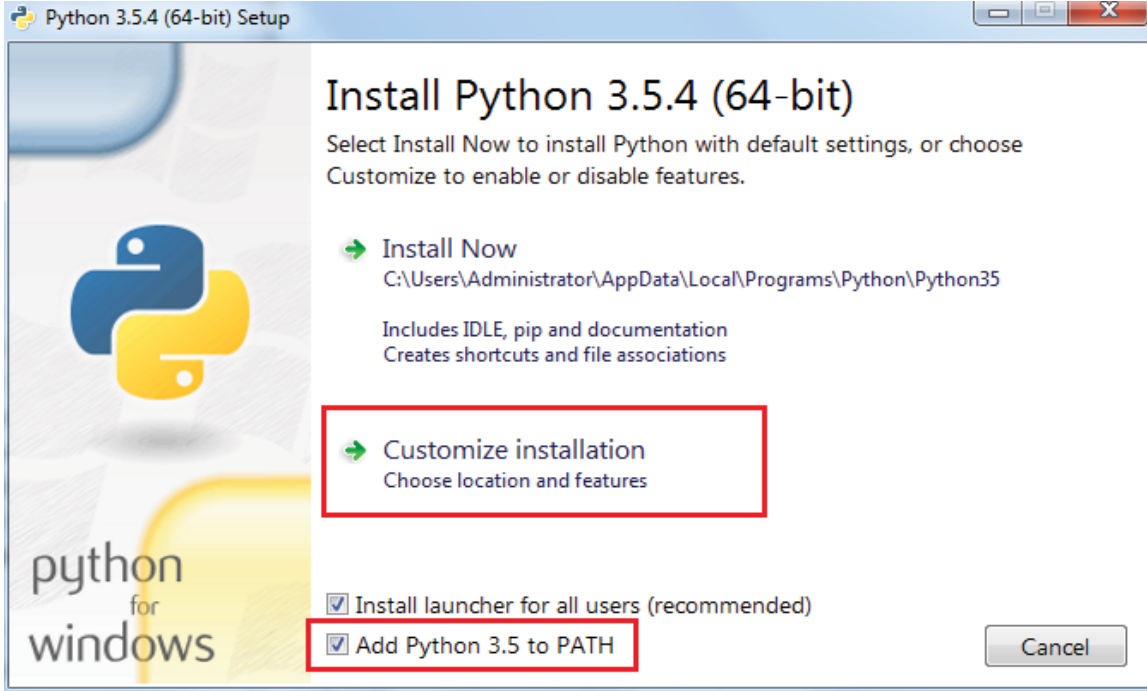 Python 3.5.4 (64-bit) Setup
Install Python 3.5.4 (64-bit)
Select Install Now to install Python with default settings, or choose
Customize to enable or disable features.
Install Now
C:\Users\Administrator\AppData\Local\Programs\Python\Python35
Includes IDLE, pip and documentation
Creates shortcuts and file associations
Customize installation
Choose location and features
python
for
windows
Install launcher for all users (recommended)
Add Python 3.5 to PATH
Cancel